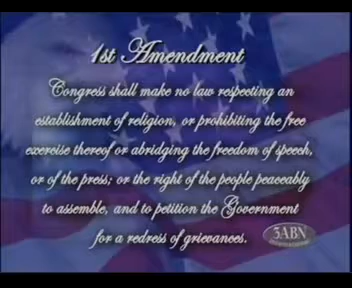 1st Amendment
Congress shall make no law respecting an
establishment of religion, or prohibiting the free
exercise thereof or abridging the freedom of speech,
or of the press; or the right of the people peaceably
to assemble, and to petition the Government
for a redress of grievances.
3ABN